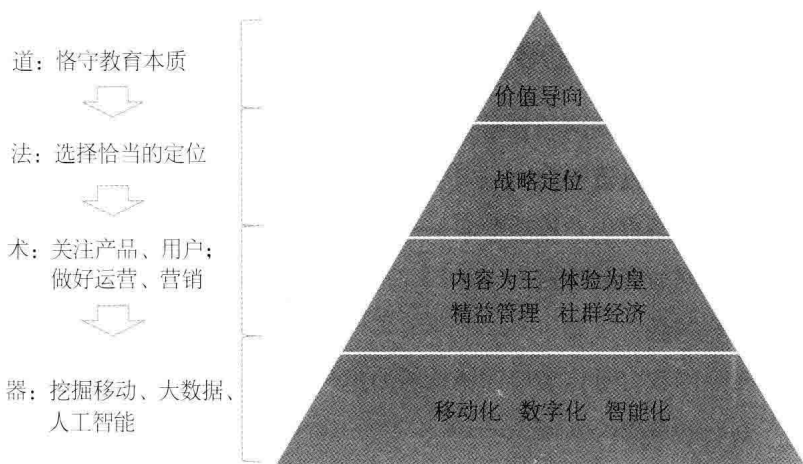 道：恪守教育本质
法：选择恰当的定位
术：关注产品、用户；
做好运营、营销
器：挖掘移动、大数据、
人工智能
价值导向
战略定位
内容为王 体验为皇
精益管理 社群经济
移动化 数字化 智能化